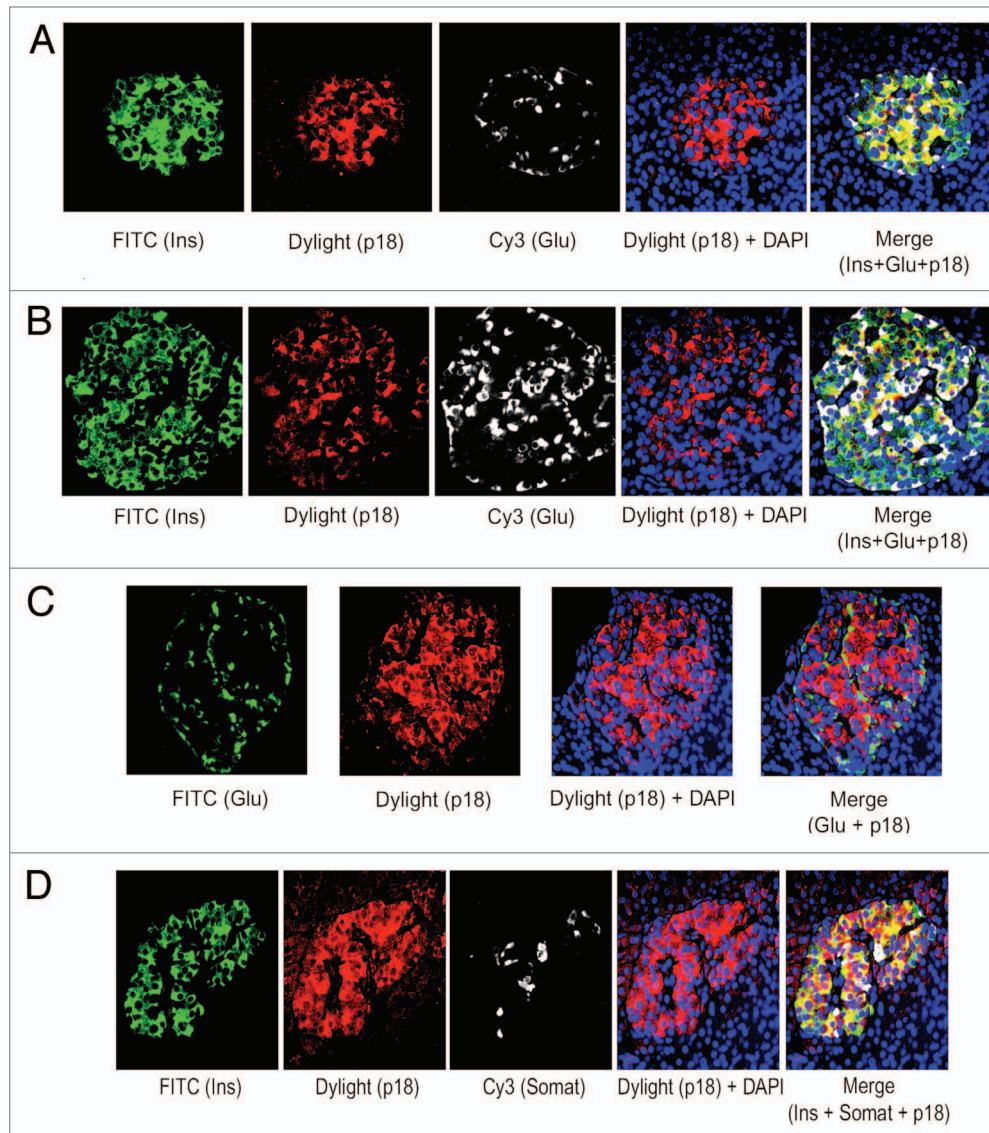 A
FITC (Ins)
Dylight (p18)
Cy3 (Glu)
Dylight (p18) + DAPI
Merge
(Ins+Glu+p18)
B
FITC (Ins)
Dylight (p18)
Cy3 (Glu)
Dylight (p18) + DAPI
Merge
(Ins+Glu+p18)
C
FITC (Glu)
Dylight (p18)
Dylight (p18) + DAPI
Merge
(Glu + p18)
D
FITC (Ins)
Dylight (p18)
Cy3 (Somat)
Dylight (p18) + DAPI
Merge
(Ins + Somat + p18)